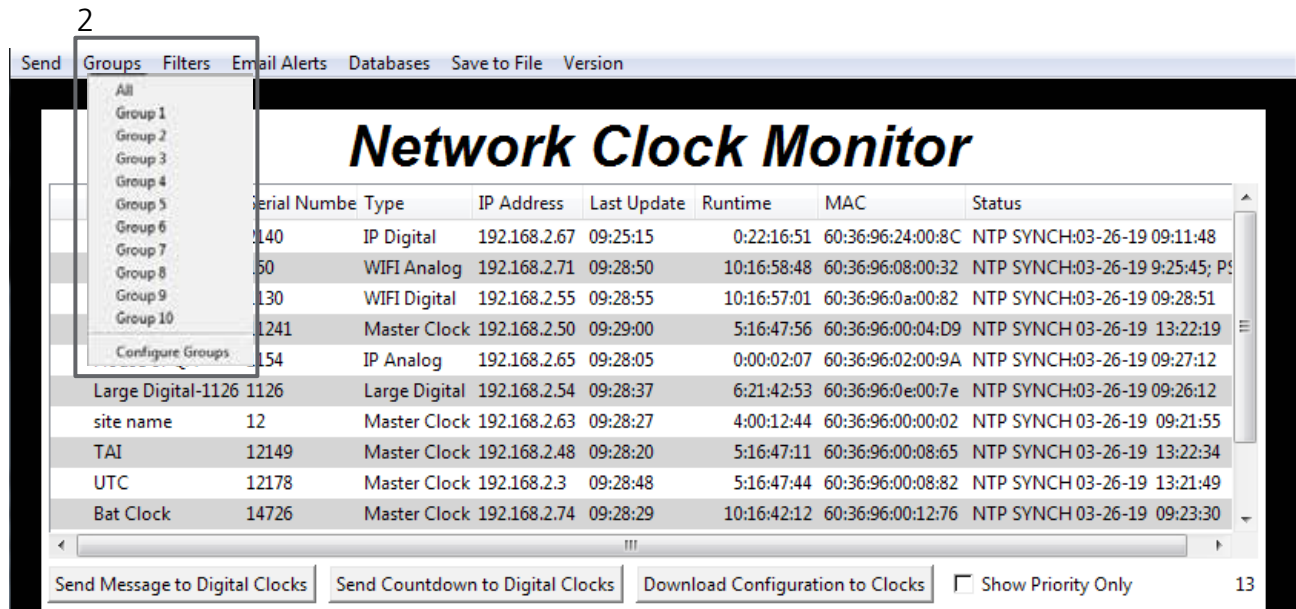 2
Send Groups Filters Email Alerts Databases Save to File Version
All
Group 1
Group 2
Group 3
Group 4
Group 5
Group 6
Group 7
Group 8
Group 9
Group 10
Configure Groups
Network Clock Monitor
Serial Numbe Type IP Address Last Update Runtime MAC Status
2140 IP Digital 192.168.2.67 09:25:15 0:22:16:51 60:36:96:24:00:8C NTP SYNCH:03-26-19 09:11:48
50 WIFI Analog 192.168.2.71 09:28:50 10:16:58:48 60:36:96:08:00:32 NTP SYNCH:03-26-19 9:25:45; PS
130 WIFI Digital 192.168.2.55 09:28:55 10:16:57:01 60:36:96:0a:00:82 NTP SYNCH:03-26-19 09:28:51
1241 Master Clock 192.168.2.50 09:29:00 5:16:47:56 60:36:96:00:04:D9 NTP SYNCH:03-26-19 13:22:19
154 IP Analog 192.168.2.65 09:28:05 0:00:02:07 60:36:96:02:00:9A NTP SYNCH:03-26-19 09:27:12
Large Digital-1126 1126 Large Digital 192.168.2.54 09:28:37 6:21:42:53 60:36:96:0e:00:7e NTP SYNCH:03-26-19 09:26:12
site name 12 Master Clock 192.168.2.63 09:28:27 4:00:12:44 60:36:96:00:00:02 NTP SYNCH 03-26-19 09:21:55
TAI 12149 Master Clock 192.168.2.48 09:28:20 5:16:47:11 60:36:96:00:08:65 NTP SYNCH 03-26-19 13:22:34
UTC 12178 Master Clock 192.168.2.3 09:28:48 5:16:47:44 60:36:96:00:08:82 NTP SYNCH 03-26-19 13:21:49
Bat Clock 14726 Master Clock 192.168.2.74 09:28:29 10:16:42:12 60:36:96:00:12:76 NTP SYNCH 03-26-19 09:23:30
Send Message to Digital Clocks Send Countdown to Digital Clocks Download Configuration to Clocks Show Priority Only 13